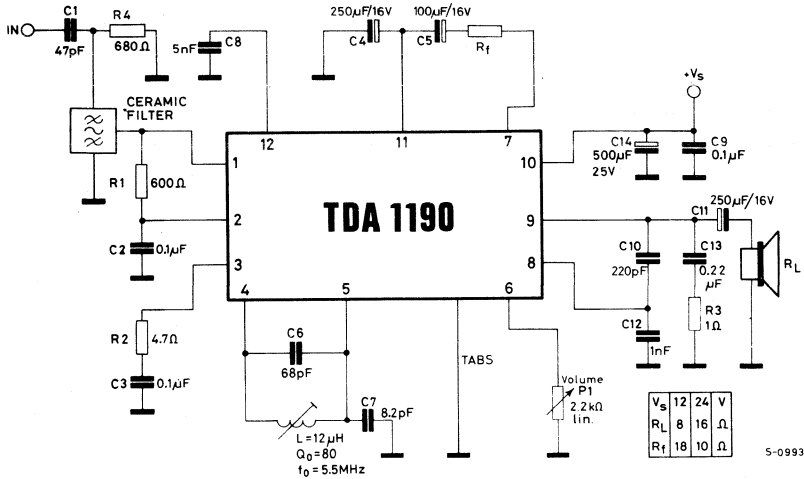 IN
C1
47pF
R4
680Ω
5nF
C8
250µF/16V
C4
100µF/16V
C5
Rf
+Vs
CERAMIC
FILTER
12
11
7
1
10
C14
500µF
25V
C9
0.1µF
R1
600Ω
2
TDA 1190
9
C11
250µF/16V
RL
C2
0.1µF
3
8
C10
220pF
C13
0.22
µF
4
5
6
R2
4.7Ω
C6
68pF
TABS
C12
1nF
R3
1Ω
C3
0.1µF
C7
8.2pF
Volume
P1
2.2kΩ
lin.
L=12µH
Q0=80
f0=5.5MHz
Vs 12 24 V
RL 8 16 Ω
Rf 18 10 Ω
S-0993